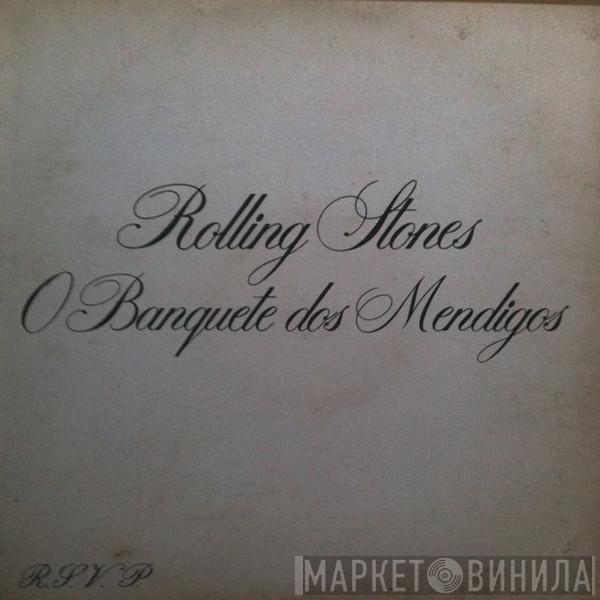 Rolling Stones
O Banquete dos Mendigos
R.S.V.P.
МАРКЕТ ВИНИЛА